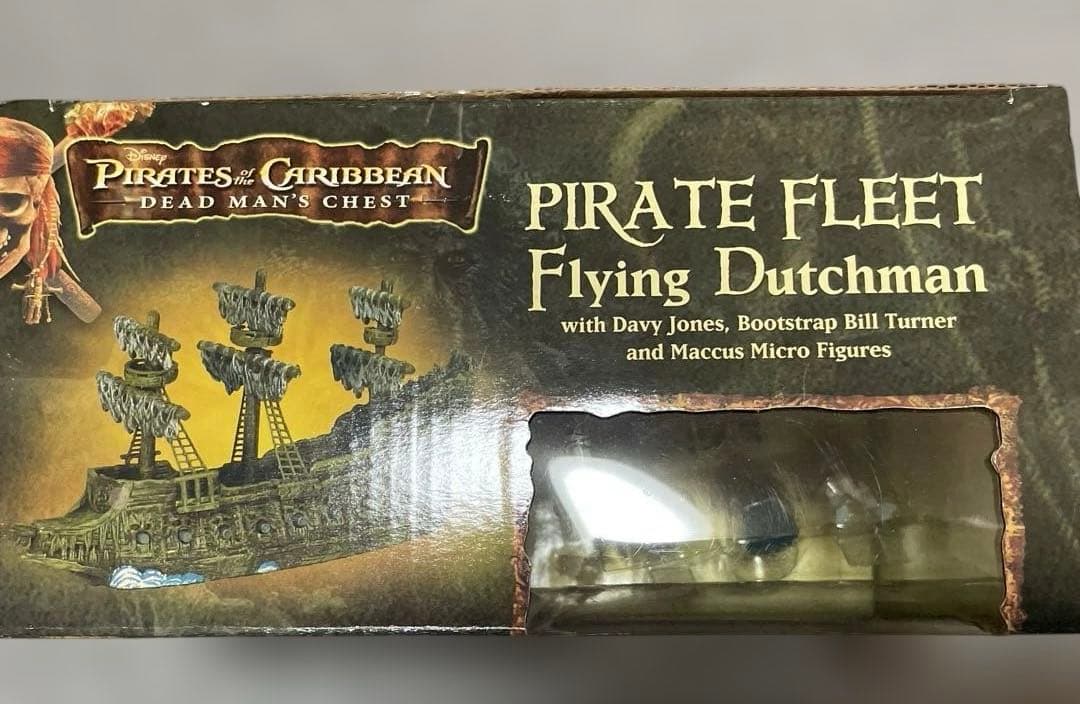 Disney
PIRATES of the CARIBBEAN
DEAD MAN'S CHEST
PIRATE FLEET
Flying Dutchman
with Davy Jones, Bootstrap Bill Turner
and Maccus Micro Figures